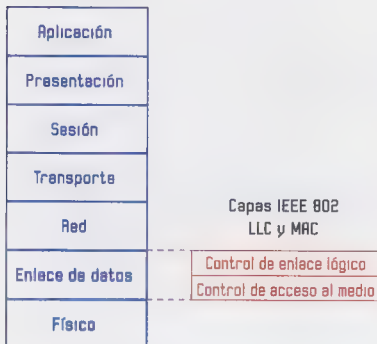 Aplicación
Presentación
Sesión
Transporte
Red
Capas IEEE 802
LLC y MAC
Enlace de datos
Control de enlace lógico
Control de acceso al medio
Físico